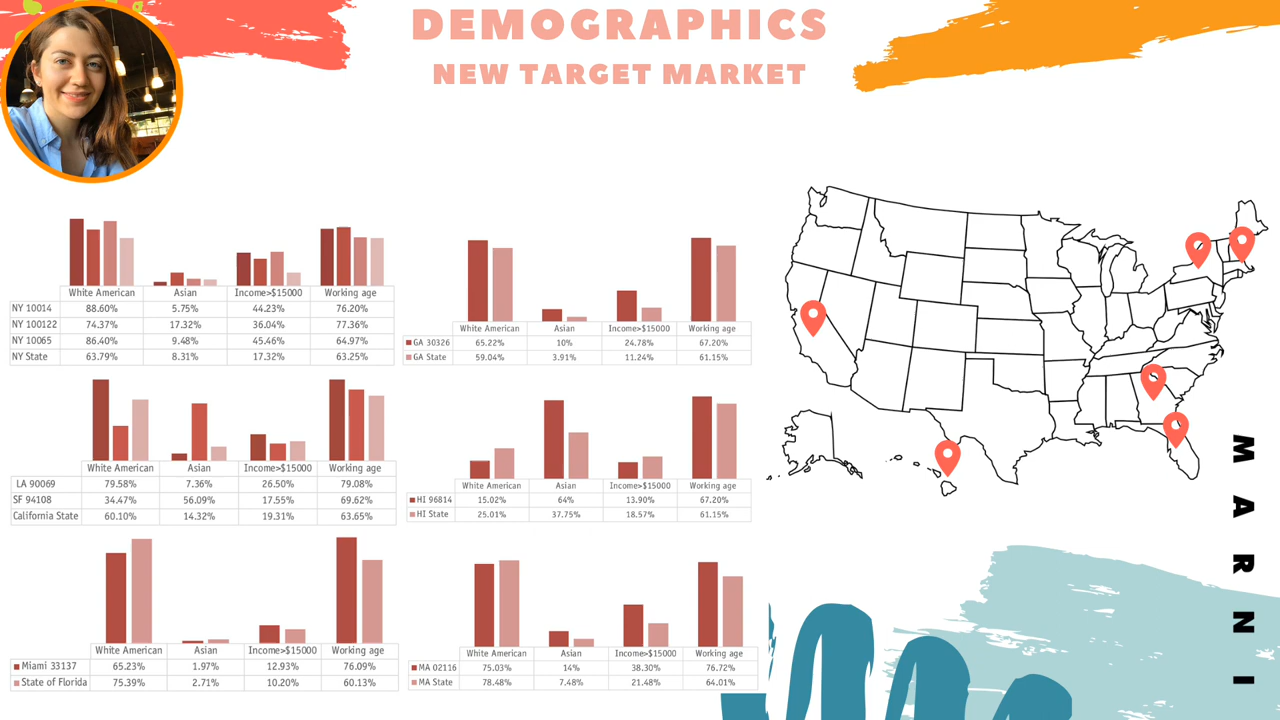 DEMOGRAPHICS
NEW TARGET MARKET
White American Asian Income>$15000 Working age
NY 10014 88.60% 5.75% 44.23% 76.20%
NY 100122 74.37% 17.32% 36.04% 77.36%
NY 10065 86.40% 9.48% 45.46% 64.97%
NY State 63.79% 8.31% 17.32% 63.25%
White American Asian Income>$15000 Working age
GA 30326 65.22% 10% 24.78% 67.20%
GA State 59.04% 3.91% 11.24% 61.15%
White American Asian Income>$15000 Working age
LA 90069 79.58% 7.36% 26.50% 79.08%
SF 94108 34.47% 56.09% 17.55% 69.62%
California State 60.10% 14.32% 19.31% 63.65%
White American Asian Income>$15000 Working age
HI 96814 15.02% 64% 13.90% 67.20%
HI State 25.01% 37.75% 18.57% 61.15%
White American Asian Income>$15000 Working age
Miami 33137 65.23% 1.97% 12.93% 76.09%
State of Florida 75.39% 2.71% 10.20% 60.13%
White American Asian Income>$15000 Working age
MA 02116 75.03% 14% 38.30% 76.72%
MA State 78.48% 7.48% 21.48% 64.01%
MARNI